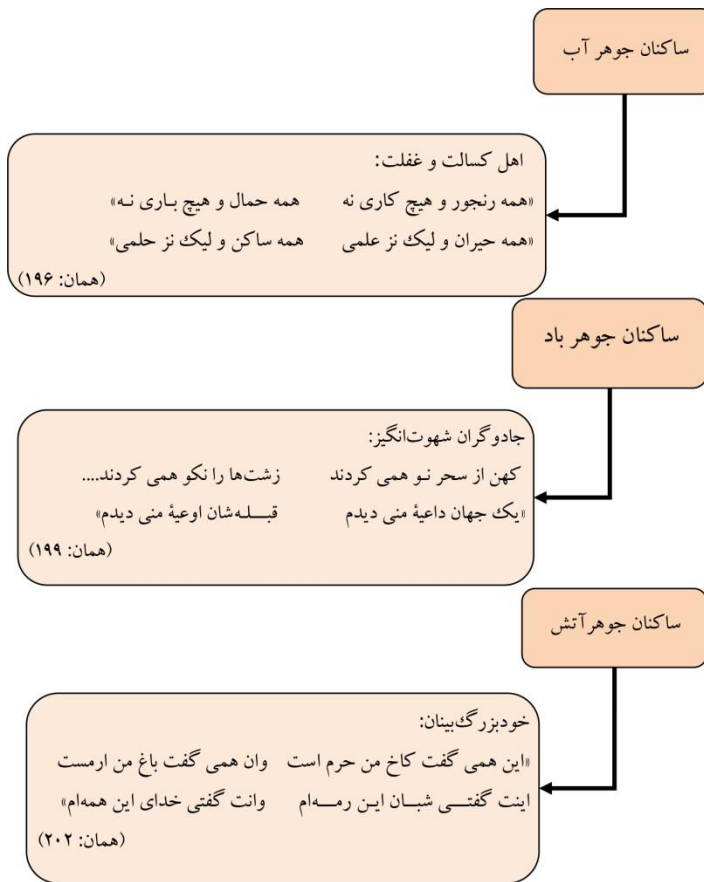 ساکنان جوهر آب
اهل کسالت و غفلت:
«همه رنجور و هیچ کاری نه همه حمال و هیچ باری نه»
«همه حیران و لیک نز علمی همه ساکن و لیک نز حلمی»
(همان: ۱۹۶)
ساکنان جوهر باد
جادوگران شهوت‌انگیز:
کهن از سحر نو همی کردند زشت‌ها را نکو همی کردند....
«یک جهان داعیۀ منی دیدم قبله‌شان اوعیۀ منی دیدم»
(همان: ۱۹۹)
ساکنان جوهرآتش
خودبزرگ‌بینان:
«این همی گفت کاخ من حرم است وان همی گفت باغ من ارمست
اینت گفتی شبان این رمه‌ام وانت گفتی خدای این همه‌ام»
(همان: ۲۰۲)